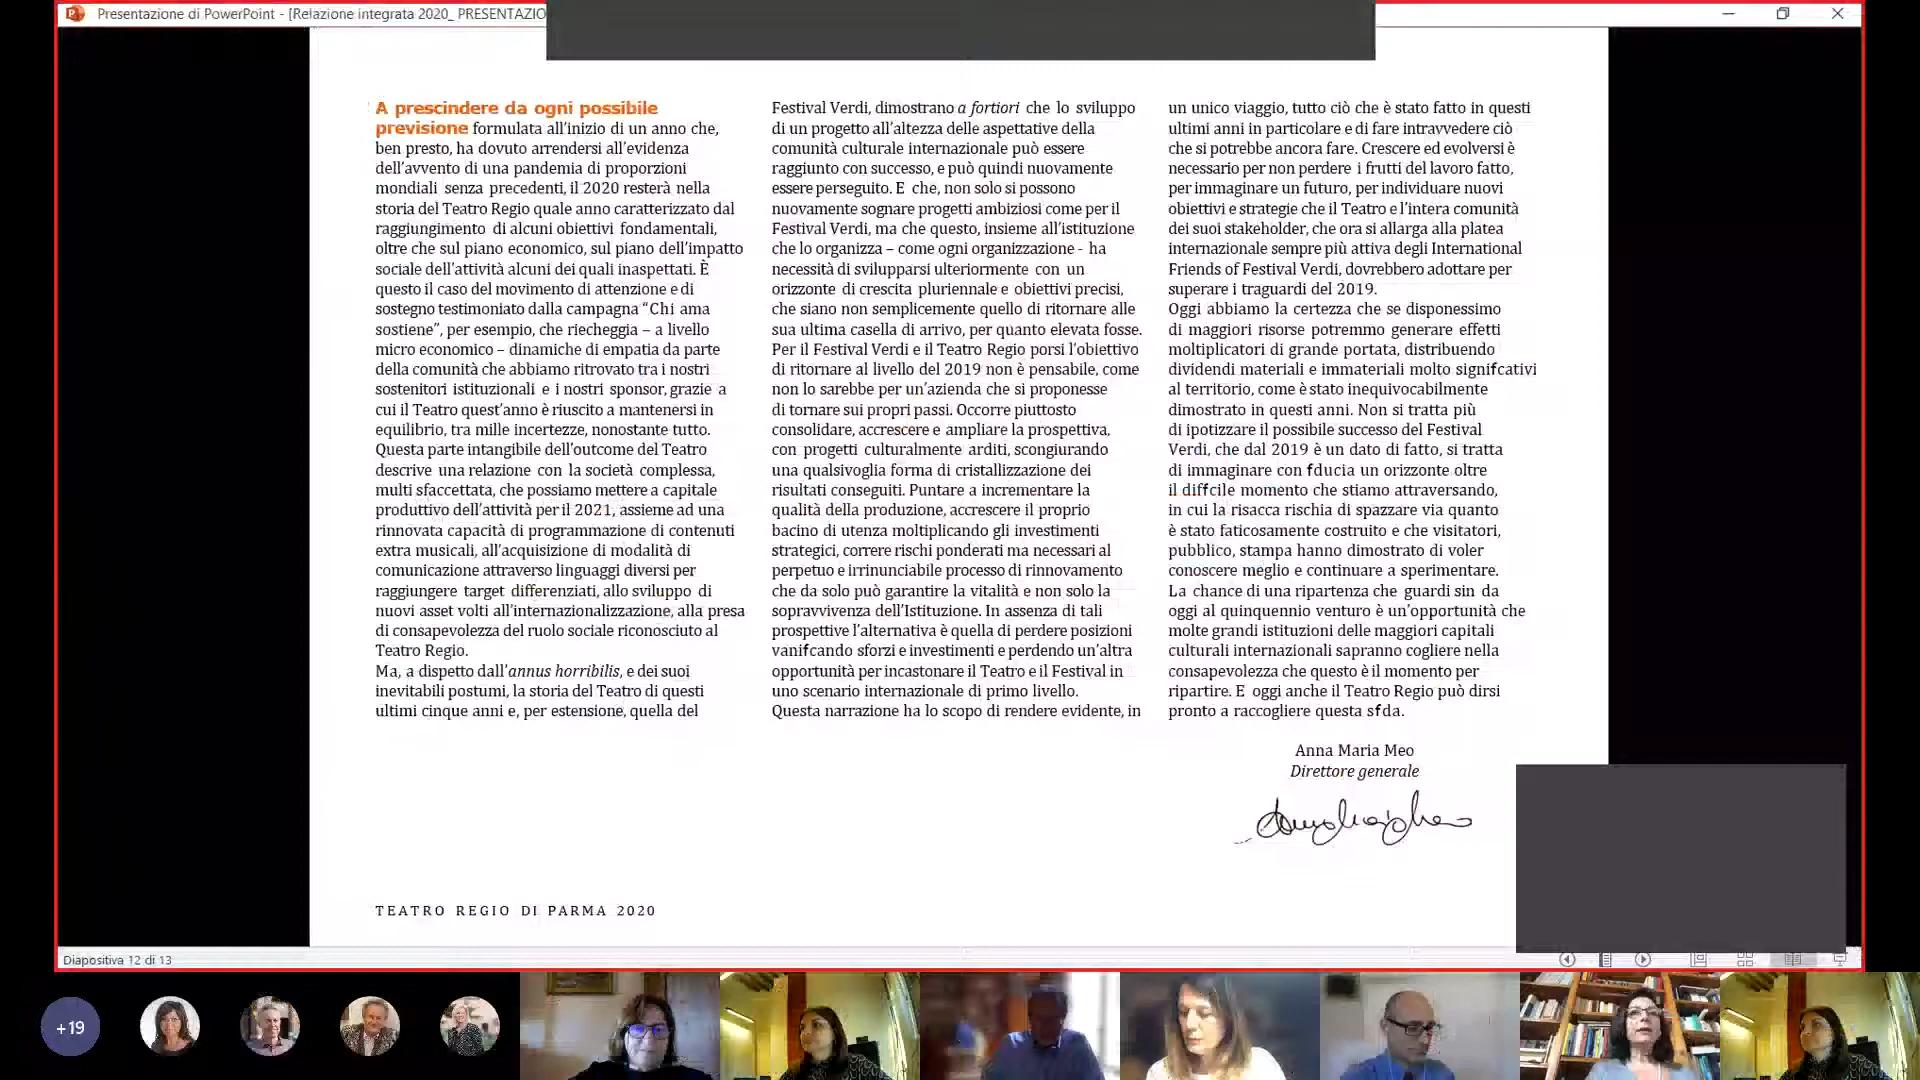 Presentazione di PowerPoint - [Relazione integrata 2020_ PRESENTAZIO
A prescindere da ogni possibile
previsione formulata all'inizio di un anno che,
ben presto, ha dovuto arrendersi all'evidenza
dell'avvento di una pandemia di proporzioni
mondiali senza precedenti, il 2020 resterà nella
storia del Teatro Regio quale anno caratterizzato dal
raggiungimento di alcuni obiettivi fondamentali,
oltre che sul piano economico, sul piano dell'impatto
sociale dell'attività alcuni dei quali inaspettati. È
questo il caso del movimento di attenzione e di
sostegno testimoniato dalla campagna "Chi ama
sostiene", per esempio, che riecheggia – a livello
micro economico – dinamiche di empatia da parte
della comunità che abbiamo ritrovato tra i nostri
sostenitori istituzionali e i nostri sponsor, grazie a
cui il Teatro quest'anno è riuscito a mantenersi in
equilibrio, tra mille incertezze, nonostante tutto.
Questa parte intangibile dell'outcome del Teatro
descrive una relazione con la società complessa,
multi sfaccettata, che possiamo mettere a capitale
produttivo dell'attività per il 2021, assieme ad una
rinnovata capacità di programmazione di contenuti
extra musicali, all'acquisizione di modalità di
comunicazione attraverso linguaggi diversi per
raggiungere target differenziati, allo sviluppo di
nuovi asset volti all'internazionalizzazione, alla presa
di consapevolezza del ruolo sociale riconosciuto al
Teatro Regio.
Ma, a dispetto dall'annus horribilis, e dei suoi
inevitabili postumi, la storia del Teatro di questi
ultimi cinque anni e, per estensione, quella del
Festival Verdi, dimostrano a fortiori che lo sviluppo
di un progetto all'altezza delle aspettative della
comunità culturale internazionale può essere
raggiunto con successo, e può quindi nuovamente
essere perseguito. E che, non solo si possono
nuovamente sognare progetti ambiziosi come per il
Festival Verdi, ma che questo, insieme all'istituzione
che lo organizza – come ogni organizzazione - ha
necessità di svilupparsi ulteriormente con un
orizzonte di crescita pluriennale e obiettivi precisi,
che siano non semplicemente quello di ritornare alle
sua ultima casella di arrivo, per quanto elevata fosse.
Per il Festival Verdi e il Teatro Regio porsi l'obiettivo
di ritornare al livello del 2019 non è pensabile, come
non lo sarebbe per un'azienda che si proponesse
di tornare sui propri passi. Occorre piuttosto
consolidare, accrescere e ampliare la prospettiva,
con progetti culturalmente arditi, scongiurando
una qualsivoglia forma di cristallizzazione dei
risultati conseguiti. Puntare a incrementare la
qualità della produzione, accrescere il proprio
bacino di utenza moltiplicando gli investimenti
strategici, correre rischi ponderati ma necessari al
perpetuo e irrinunciabile processo di rinnovamento
che da solo può garantire la vitalità e non solo la
sopravvivenza dell'Istituzione. In assenza di tali
prospettive l'alternativa è quella di perdere posizioni
vanifcando sforzi e investimenti e perdendo un'altra
opportunità per incastonare il Teatro e il Festival in
uno scenario internazionale di primo livello.
Questa narrazione ha lo scopo di rendere evidente, in
un unico viaggio, tutto ciò che è stato fatto in questi
ultimi anni in particolare e di fare intravvedere ciò
che si potrebbe ancora fare. Crescere ed evolversi è
necessario per non perdere i frutti del lavoro fatto,
per immaginare un futuro, per individuare nuovi
obiettivi e strategie che il Teatro e l'intera comunità
dei suoi stakeholder, che ora si allarga alla platea
internazionale sempre più attiva degli International
Friends of Festival Verdi, dovrebbero adottare per
superare i traguardi del 2019.
Oggi abbiamo la certezza che se disponessimo
di maggiori risorse potremmo generare effetti
moltiplicatori di grande portata, distribuendo
dividendi materiali e immateriali molto signifcativi
al territorio, come è stato inequivocabilmente
dimostrato in questi anni. Non si tratta più
di ipotizzare il possibile successo del Festival
Verdi, che dal 2019 è un dato di fatto, si tratta
di immaginare con fducia un orizzonte oltre
il diffcile momento che stiamo attraversando,
in cui la risacca rischia di spazzare via quanto
è stato faticosamente costruito e che visitatori,
pubblico, stampa hanno dimostrato di voler
conoscere meglio e continuare a sperimentare.
La chance di una ripartenza che guardi sin da
oggi al quinquennio venturo è un'opportunità che
molte grandi istituzioni delle maggiori capitali
culturali internazionali sapranno cogliere nella
consapevolezza che questo è il momento per
ripartire. E oggi anche il Teatro Regio può dirsi
pronto a raccogliere questa sfda.
Anna Maria Meo
Direttore generale
TEATRO REGIO DI PARMA 2020
Diapositiva 12 di 13
+19